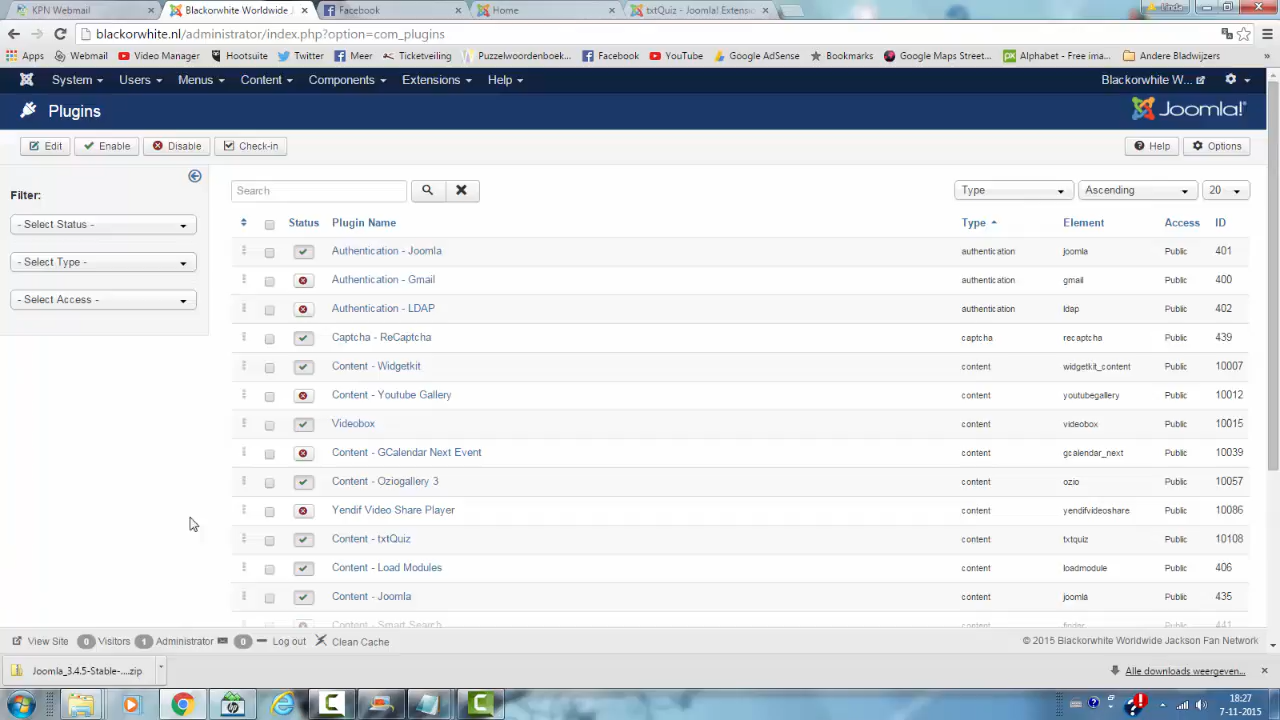 KPN Webmail
Blackorwhite Worldwide J
Facebook
Home
txtQuiz - Joomla! Extensi
blackorwhite.nl/administrator/index.php?option=com_plugins
Apps Webmail Video Manager Hootsuite Twitter Meer Ticketveiling Puzzelwoordenboek... Facebook YouTube Google AdSense Bookmarks Google Maps Street... Alphabet - Free ima... Andere Bladwijzers »
System Users Menus Content Components Extensions Help Blackorwhite W...
Plugins Joomla!®
Edit Enable Disable Check-in Help Options
Filter:
- Select Status -
- Select Type -
- Select Access -
Search Type Ascending 20
Status Plugin Name Type Element Access ID
Authentication - Joomla authentication joomla Public 401
Authentication - Gmail authentication gmail Public 400
Authentication - LDAP authentication ldap Public 402
Captcha - ReCaptcha captcha recaptcha Public 439
Content - Widgetkit content widgetkit_content Public 10007
Content - Youtube Gallery content youtubegallery Public 10012
Videobox content videobox Public 10015
Content - GCalendar Next Event content gcalendar_next Public 10039
Content - Oziogallery 3 content ozio Public 10057
Yendif Video Share Player content yendifvideoshare Public 10086
Content - txtQuiz content txtquiz Public 10108
Content - Load Modules content loadmodule Public 406
Content - Joomla content joomla Public 435
Content - Smart Search content finder Public 441
View Site 0 Visitors 1 Administrator 0 Log out Clean Cache © 2015 Blackorwhite Worldwide Jackson Fan Network
Joomla_3.4.5-Stable-....zip Alle downloads weergeven...
18:27
7-11-2015